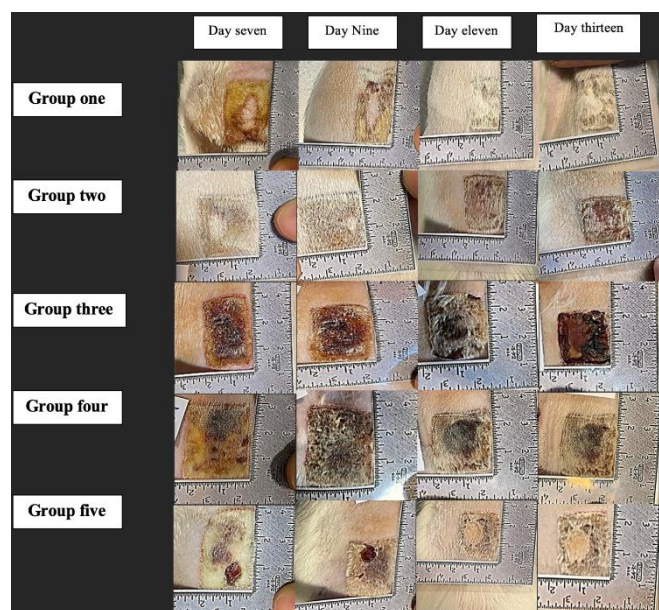 Day seven
Day Nine
Day eleven
Day thirteen
Group one
Group two
Group three
Group four
Group five